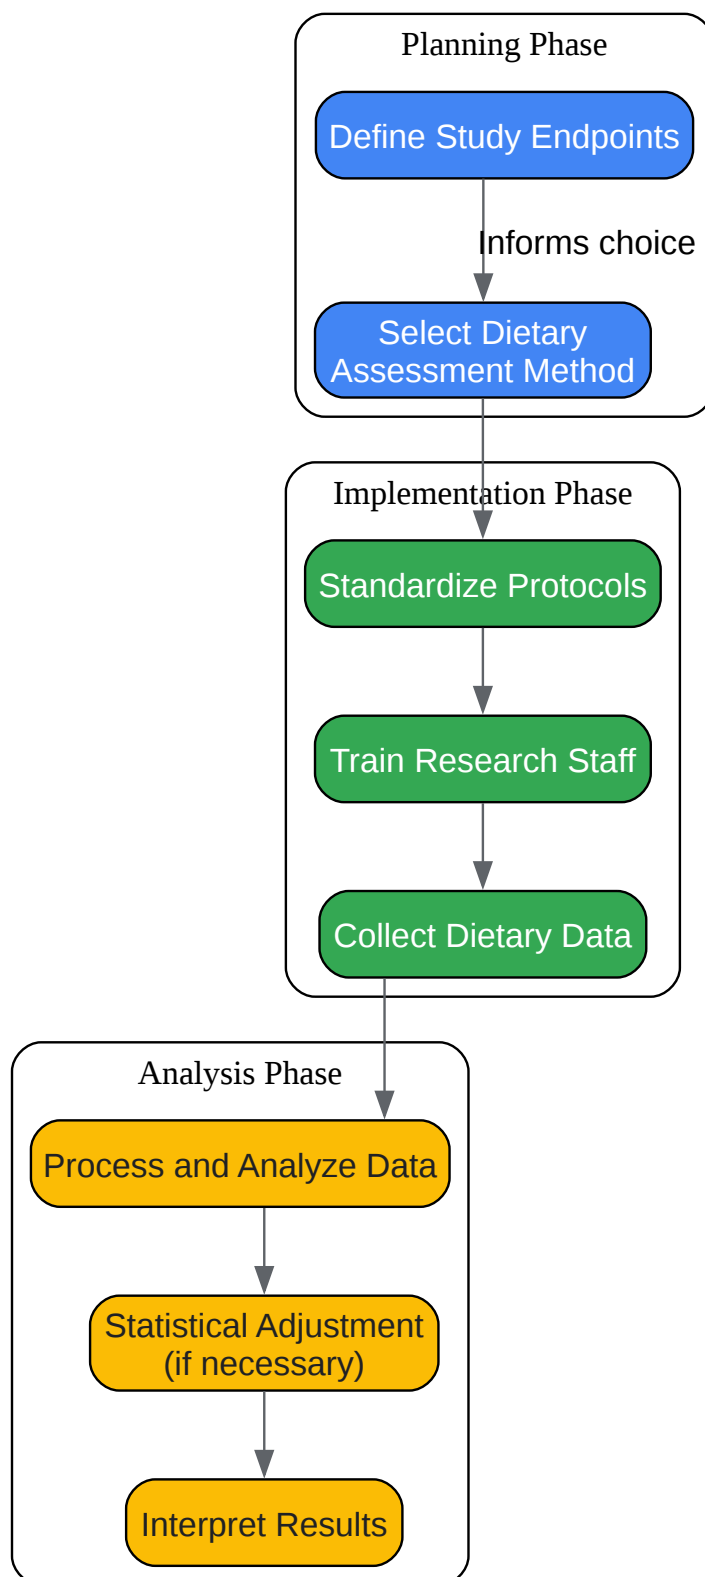 Planning Phase
Define Study Endpoints
Informs choice
Select Dietary
Assessment Method
Implementation Phase
Standardize Protocols
Train Research Staff
Collect Dietary Data
Analysis Phase
Process and Analyze Data
Statistical Adjustment
(if necessary)
Interpret Results